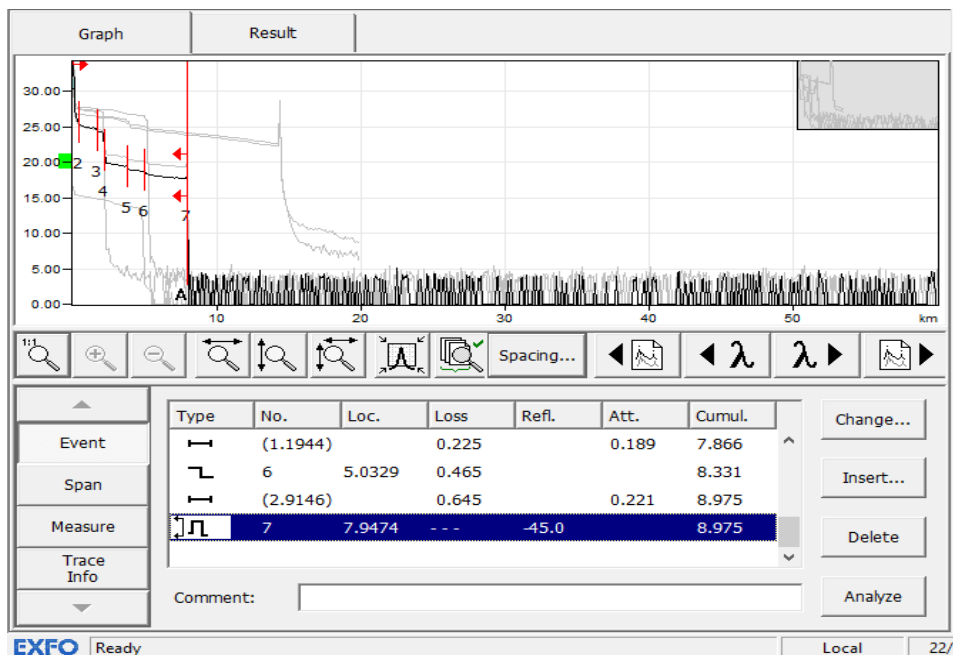 Graph Result
30.00
25.00
20.00
15.00
10.00
5.00
0.00
2 3 4 5 6 7
A
10 20 30 40 50 km
1:1 Spacing... λ λ
Type No. Loc. Loss Refl. Att. Cumul.
(1.1944) 0.225 0.189 7.866
6 5.0329 0.465 8.331
(2.9146) 0.645 0.221 8.975
7 7.9474 --- -45.0 8.975
Event
Span
Measure
Trace
Info
Change...
Insert...
Delete
Analyze
Comment:
EXFO Ready Local 22/